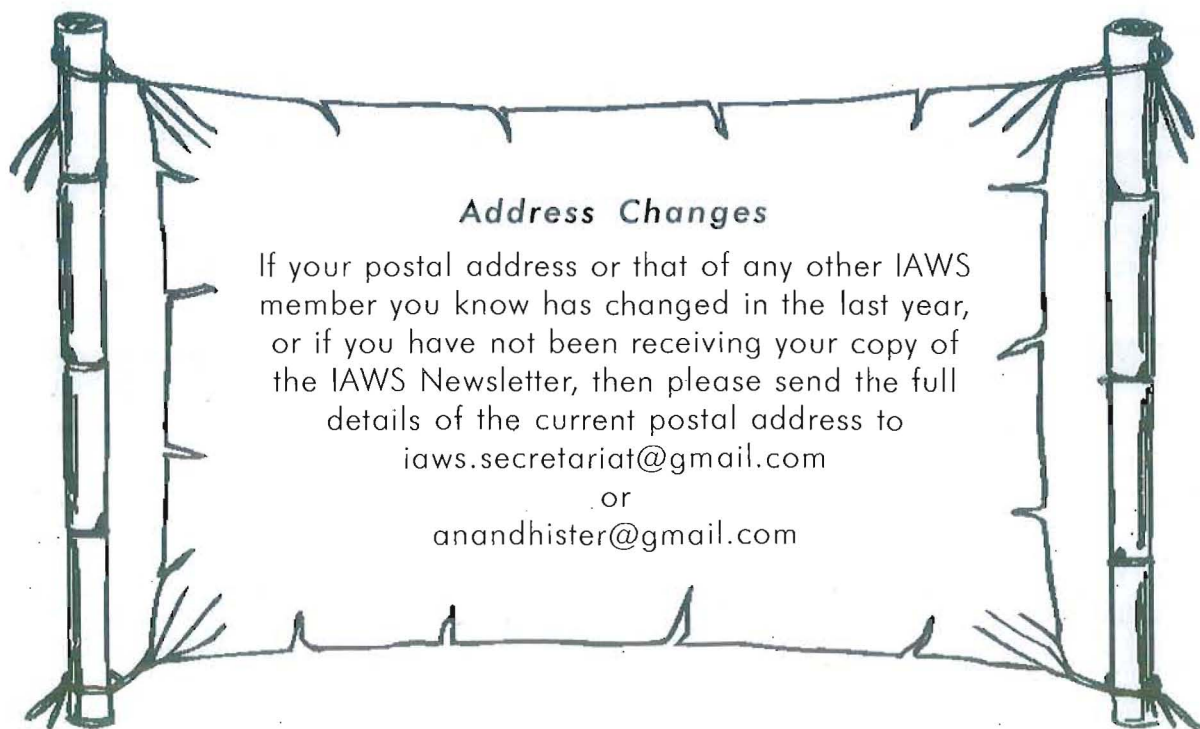 Address Changes
If your postal address or that of any other IAWS
member you know has changed in the last year,
or if you have not been receiving your copy of
the IAWS Newsletter, then please send the full
details of the current postal address to
iaws.secretariat@gmail.com
or
anandhister@gmail.com